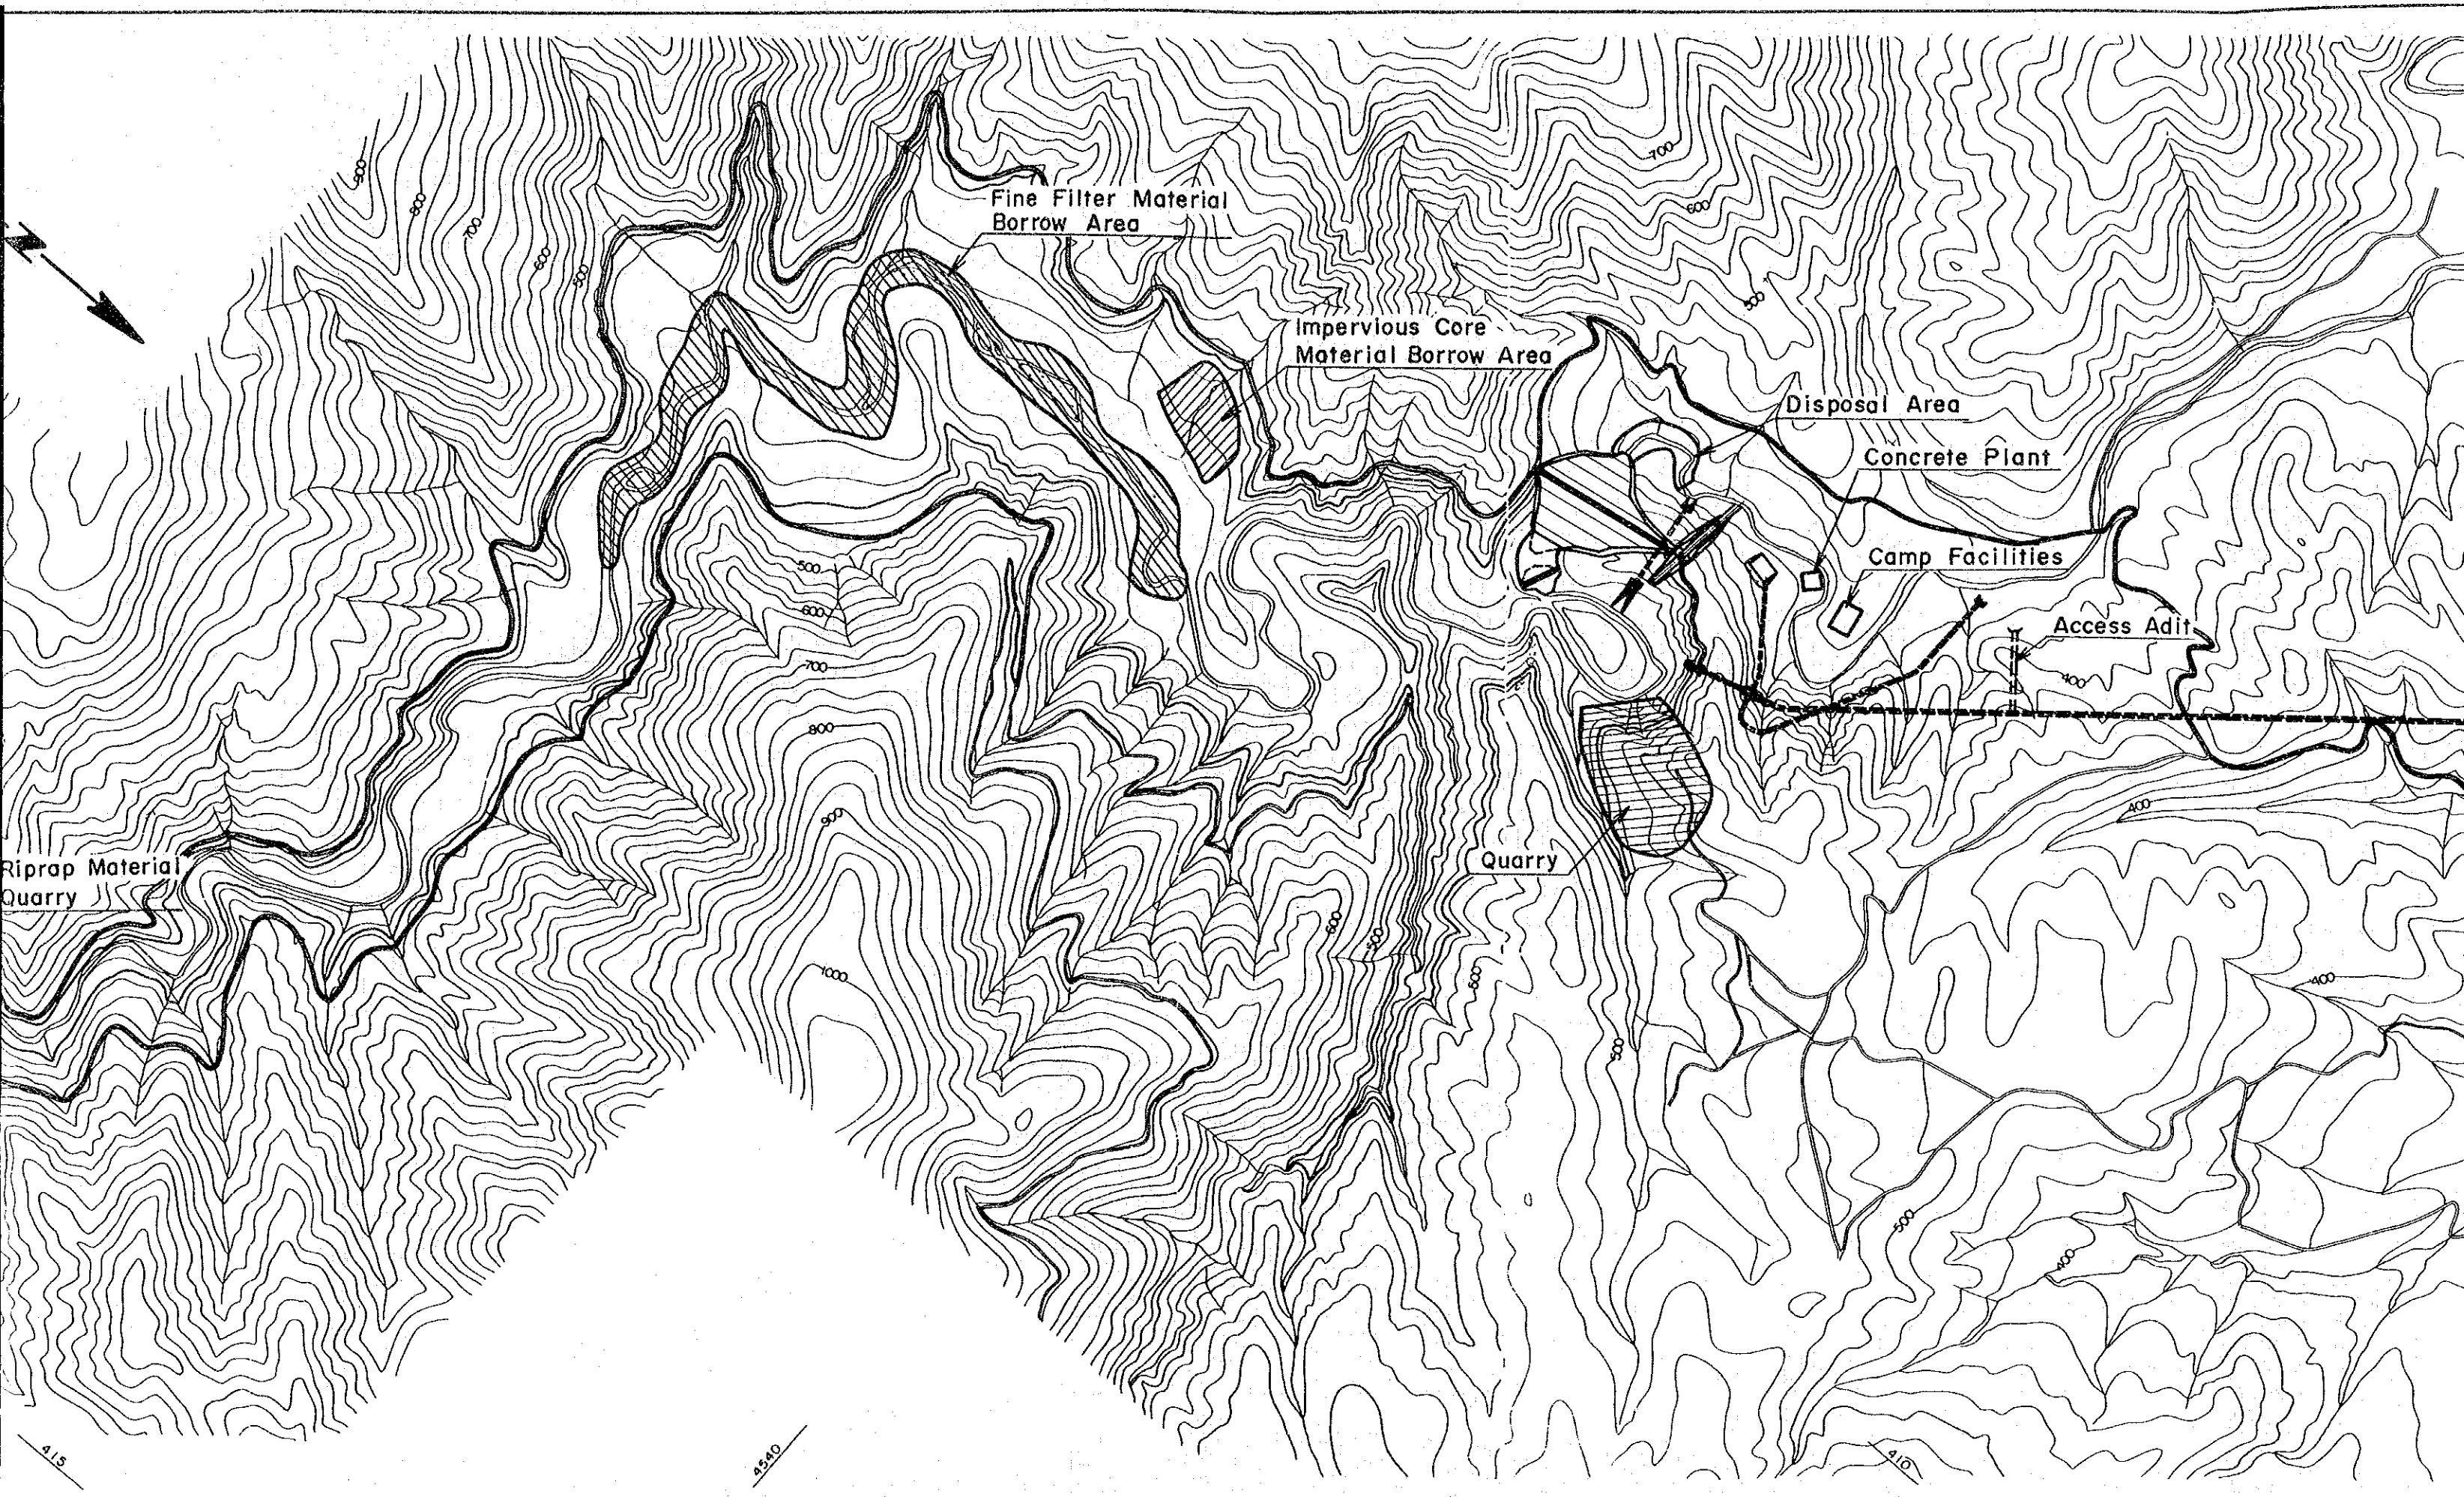 N
900
800
700
600
500
Fine Filter Material
Borrow Area
700
600
500
Impervious Core
Material Borrow Area
Disposal Area
Concrete Plant
Camp Facilities
Access Adit
400
500
600
700
800
900
1000
Riprap Material
Quarry
Quarry
400
600
500
500
500
400
500
400
415
4540
410